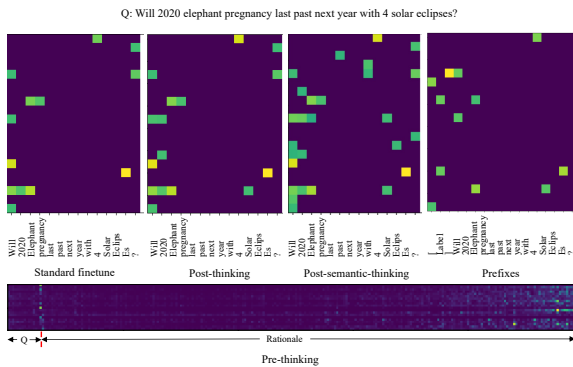 Q: Will 2020 elephant pregnancy last past next year with 4 solar eclipses?
Will 2020 Elephant pregnancy last past next year with 4 Solar Eclips Es ?
Will 2020 Elephant pregnancy last past next year with 4 Solar Eclips Es ?
Will 2020 Elephant pregnancy last past next year with 4 Solar Eclips Es ?
[ Label ] Will 2020 Elephant pregnancy last past next year with 4 Solar Eclips Es ?
Standard finetune
Post-thinking
Post-semantic-thinking
Prefixes
Q
Rationale
Pre-thinking